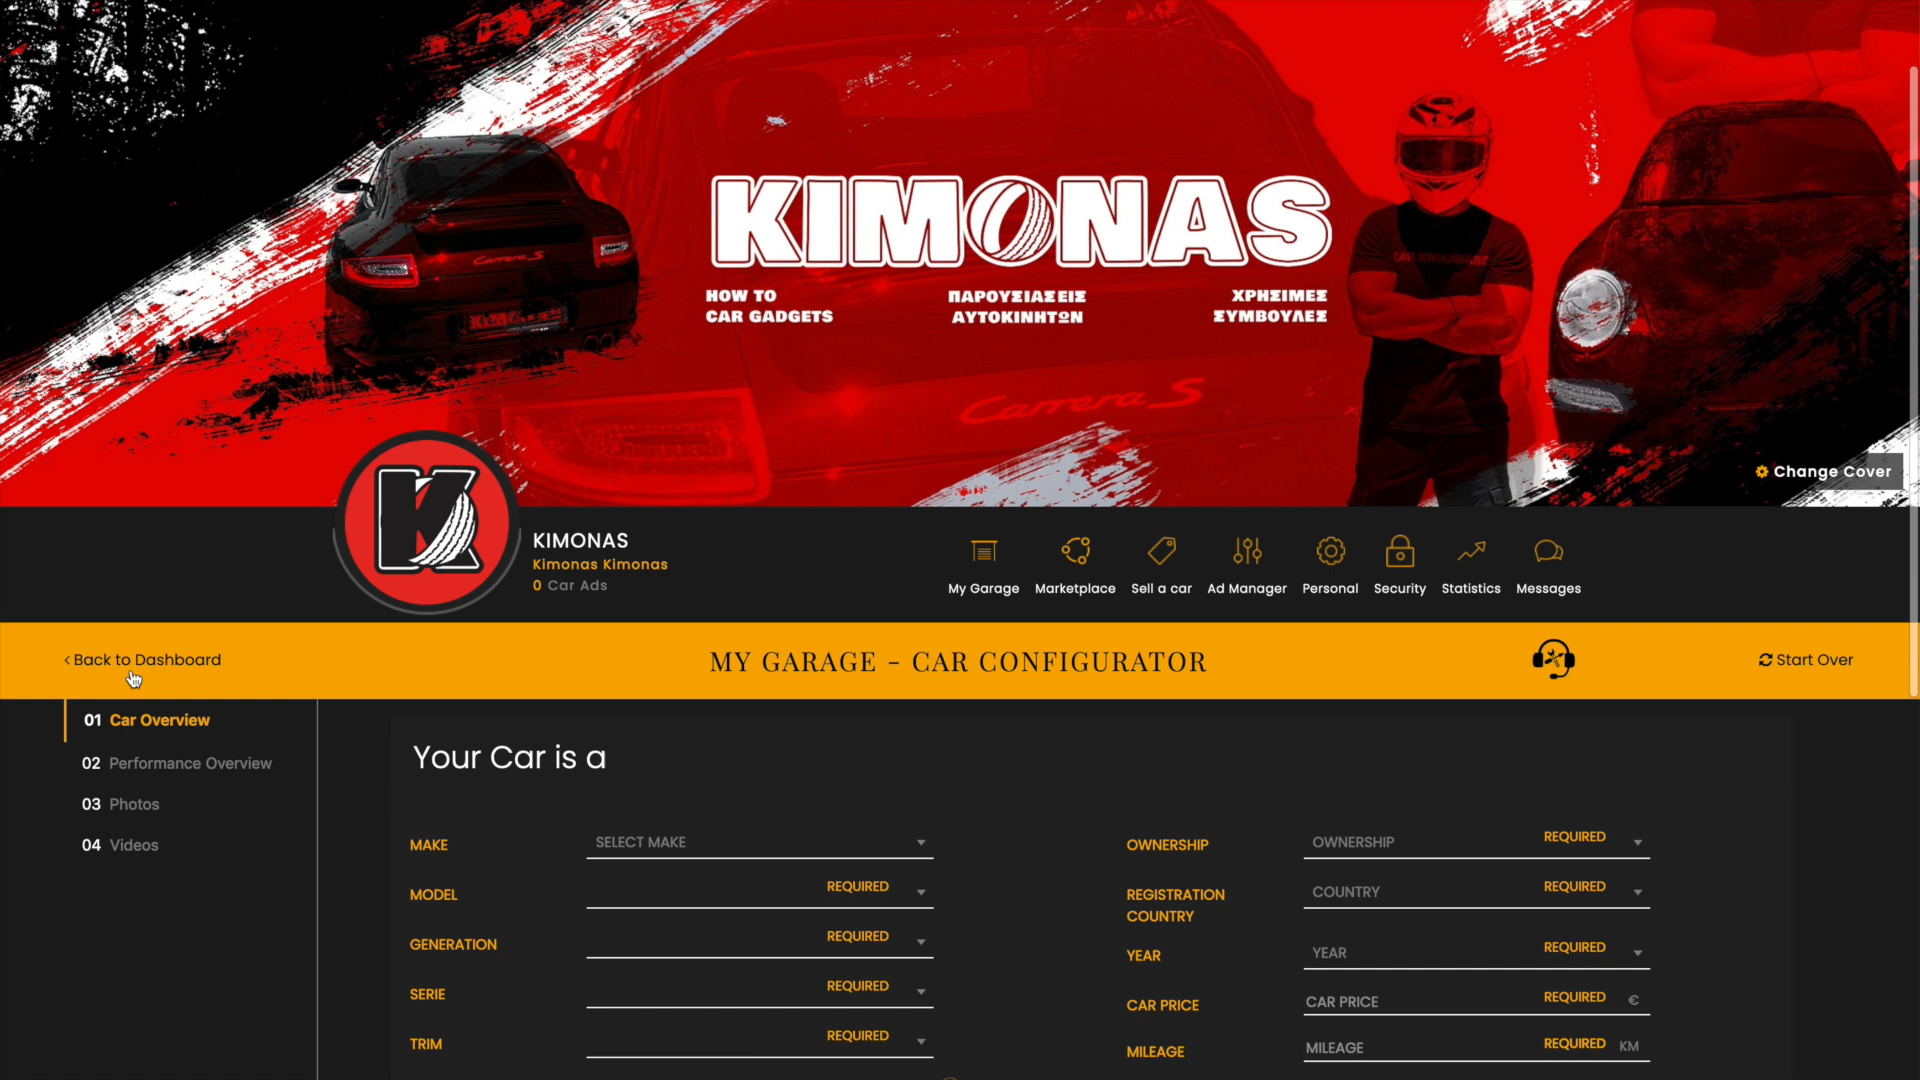 KIMONAS
HOW TO
CAR GADGETS
ΠΑΡΟΥΣΙΑΣΕΙΣ
ΑΥΤΟΚΙΝΗΤΩΝ
ΧΡΗΣΙΜΕΣ
ΣΥΜΒΟΥΛΕΣ
Carrera S
CAR ENTHUSIAST
Carrera S
Change Cover
K
KIMONAS
Kimonas Kimonas
0 Car Ads
My Garage
Marketplace
Sell a car
Ad Manager
Personal
Security
Statistics
Messages
Back to Dashboard
MY GARAGE - CAR CONFIGURATOR
Start Over
01 Car Overview
02 Performance Overview
03 Photos
04 Videos
Your Car is a
MAKE
SELECT MAKE
MODEL
REQUIRED
GENERATION
REQUIRED
SERIE
REQUIRED
TRIM
REQUIRED
OWNERSHIP
OWNERSHIP
REQUIRED
REGISTRATION
COUNTRY
COUNTRY
REQUIRED
YEAR
YEAR
REQUIRED
CAR PRICE
CAR PRICE
REQUIRED €
MILEAGE
MILEAGE
REQUIRED KM